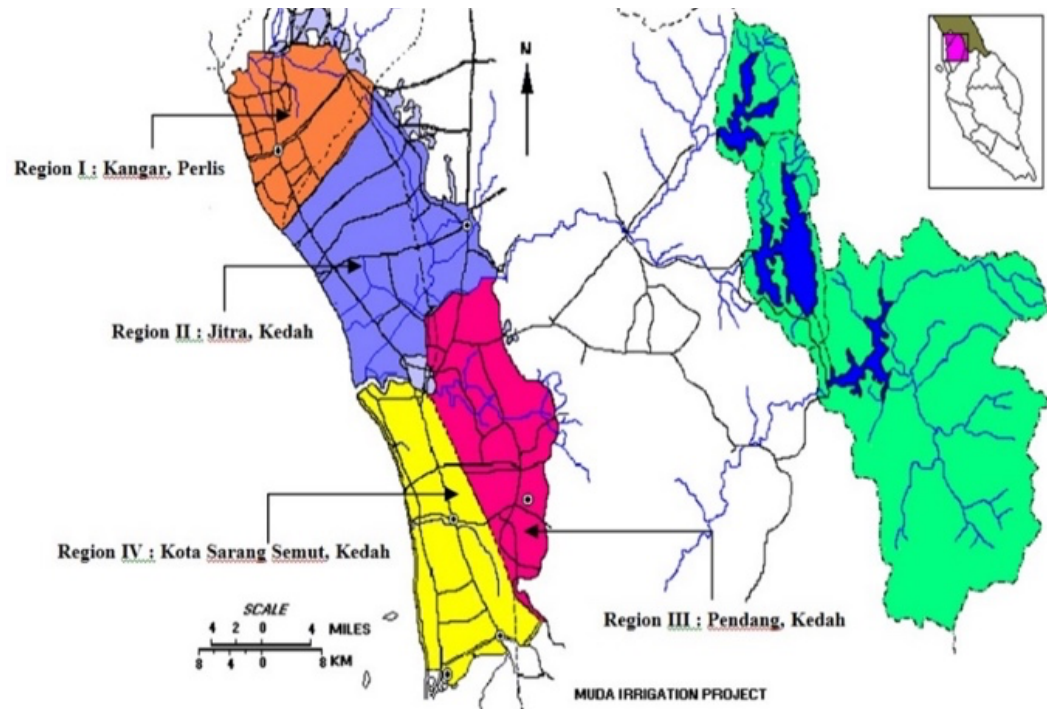 N
Region I : Kangar, Perlis
Region II : Jitra, Kedah
Region IV : Kota Sarang Semut, Kedah
Region III : Pendang, Kedah
SCALE
4 2 0 4 MILES
8 4 0 8 KM
MUDA IRRIGATION PROJECT